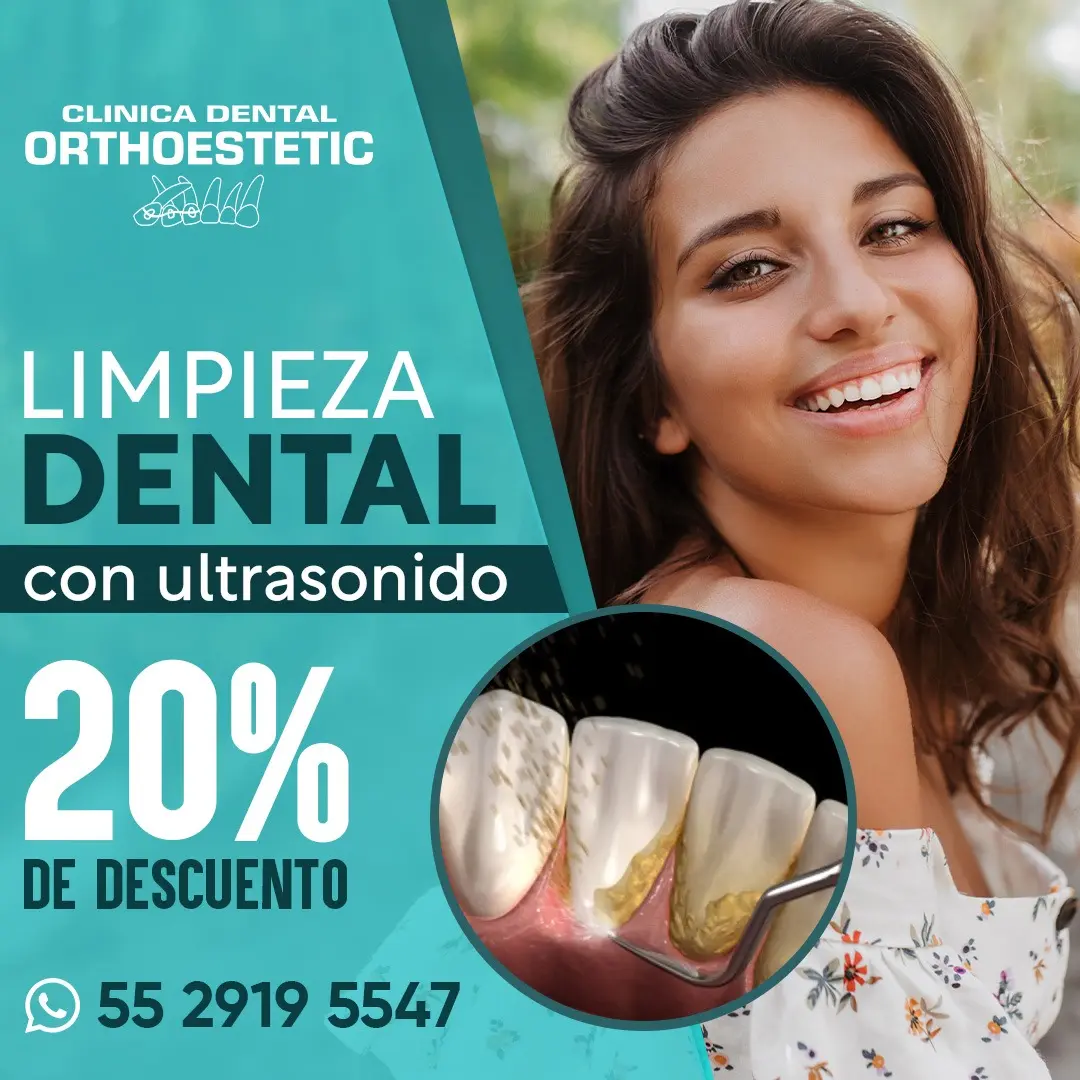 CLINICA DENTAL
ORTHOESTETIC
LIMPIEZA
DENTAL
con ultrasonido
20%
DE DESCUENTO
55 2919 5547